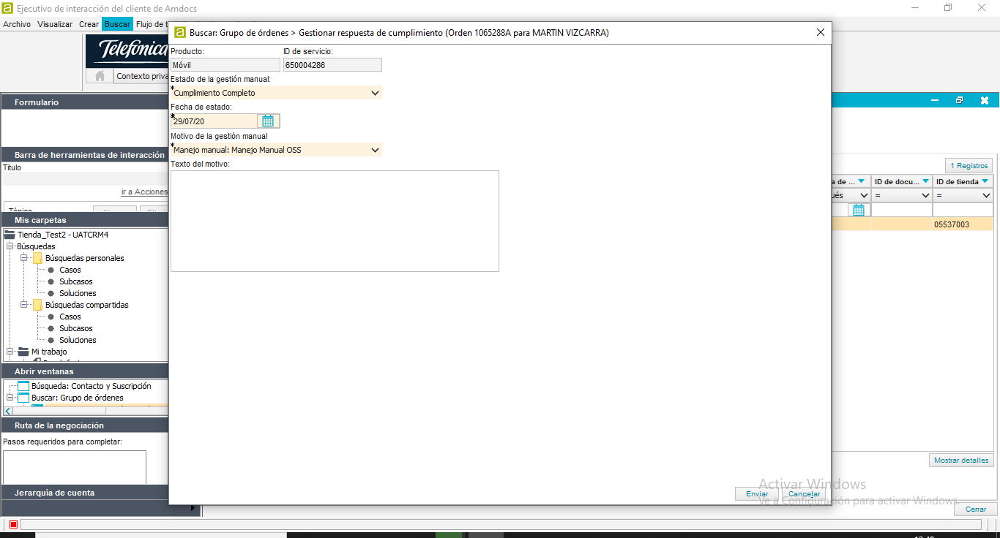 Ejecutivo de interacción del cliente de Amdocs
Archivo Visualizar Crear Buscar Flujo de
Buscar: Grupo de órdenes > Gestionar respuesta de cumplimiento (Orden 1065288A para MARTIN VIZCARRA)
Telefónica
Contexto
Formulario
Barra de herramientas de interacción
Título
ir a Acciones
Tópico
Mis carpetas
Tienda_Test2 - UATCRM4
Búsquedas
Búsquedas personales
Casos
Subcasos
Soluciones
Búsquedas compartidas
Casos
Subcasos
Soluciones
Mi trabajo
Abrir ventanas
Búsqueda: Contacto y Suscripción
Buscar: Grupo de órdenes
Ruta de la negociación
Pasos requeridos para completar:
Jerarquía de cuenta
Producto: ID de servicio:
Móvil 650004286
Estado de la gestión manual:
*Cumplimiento Completo
Fecha de estado:
*29/07/20
Motivo de la gestión manual
*Manejo manual: Manejo Manual OSS
Texto del motivo:
Enviar Cancelar
1 Registros
a de ... ID de docu... ID de tienda
ués = =
05537003
Mostrar detalles
Activar Windows
Ve a Configuración para activar Windows.
Cerrar